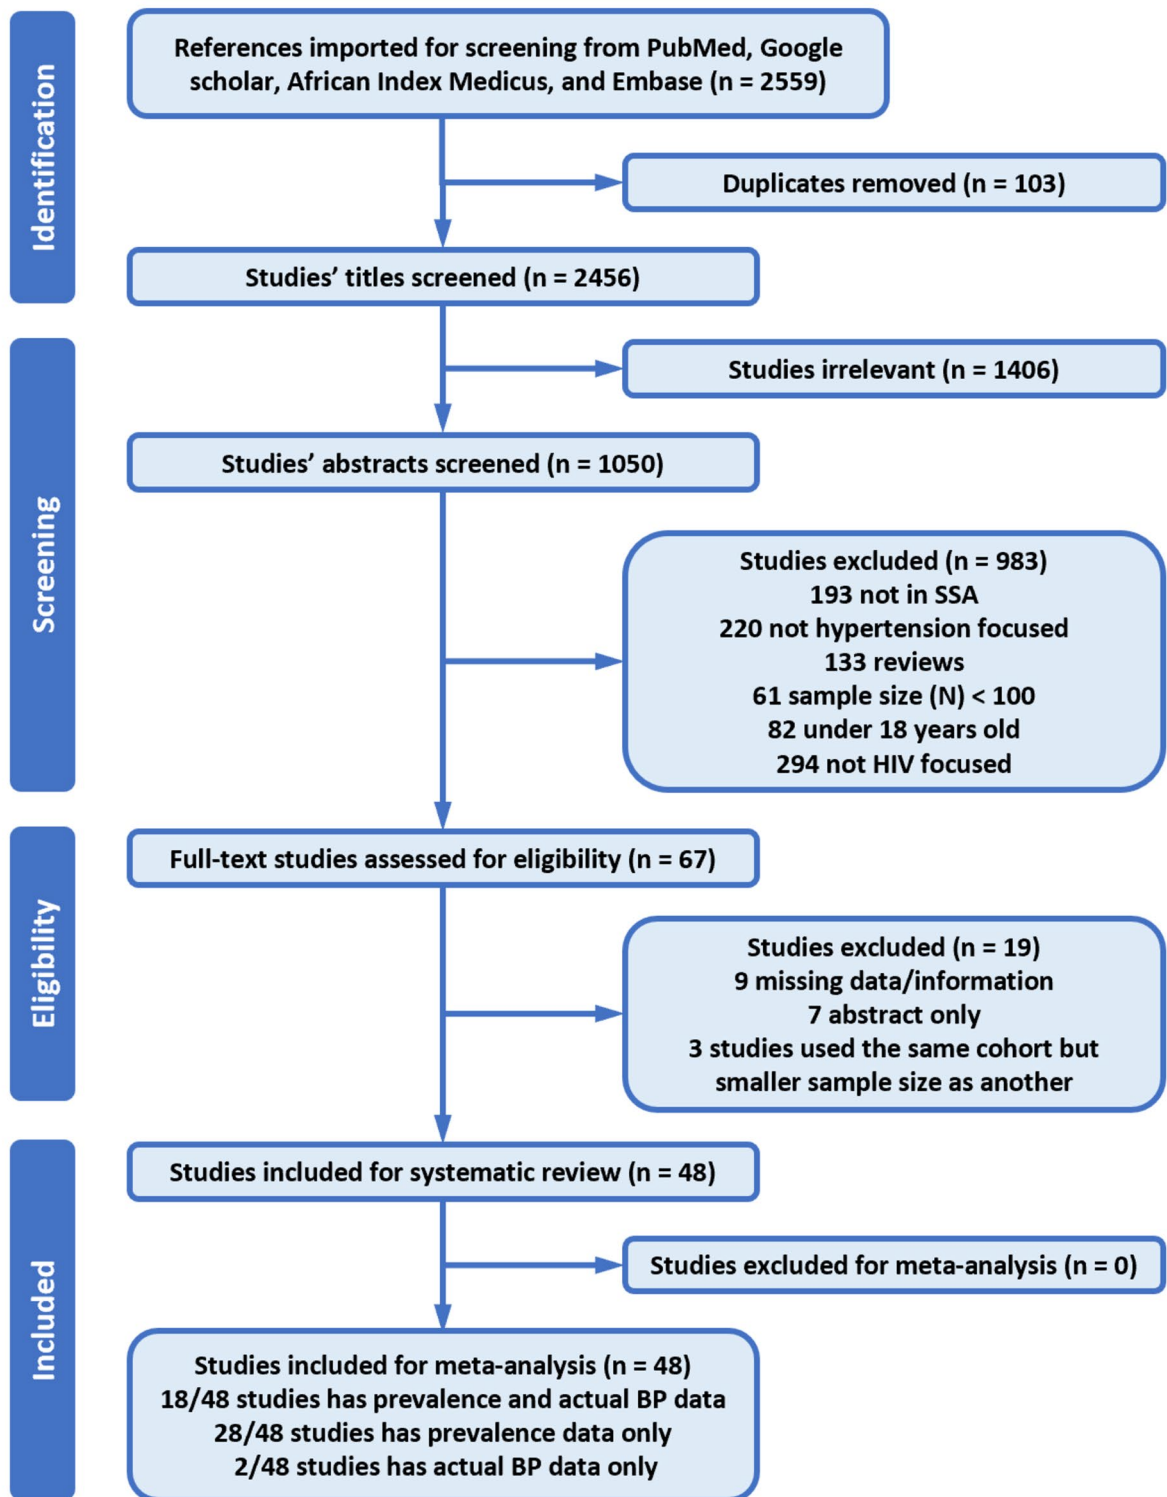 Identification
References imported for screening from PubMed, Google
scholar, African Index Medicus, and Embase (n = 2559)
Duplicates removed (n = 103)
Studies' titles screened (n = 2456)
Screening
Studies irrelevant (n = 1406)
Studies' abstracts screened (n = 1050)
Studies excluded (n = 983)
193 not in SSA
220 not hypertension focused
133 reviews
61 sample size (N) < 100
82 under 18 years old
294 not HIV focused
Eligibility
Full-text studies assessed for eligibility (n = 67)
Studies excluded (n = 19)
9 missing data/information
7 abstract only
3 studies used the same cohort but
smaller sample size as another
Included
Studies included for systematic review (n = 48)
Studies excluded for meta-analysis (n = 0)
Studies included for meta-analysis (n = 48)
18/48 studies has prevalence and actual BP data
28/48 studies has prevalence data only
2/48 studies has actual BP data only